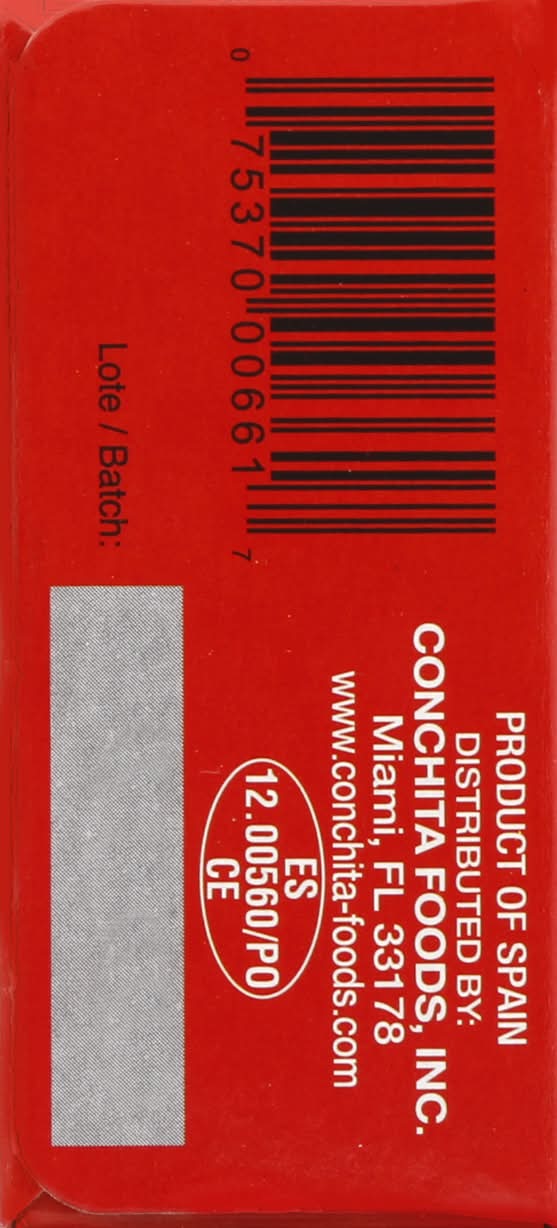 0 75370 00661 7
Lote / Batch:
PRODUCT OF SPAIN
DISTRIBUTED BY:
CONCHITA FOODS, INC.
Miami, FL 33178
www.conchita-foods.com
ES
12.00560/PO
CE